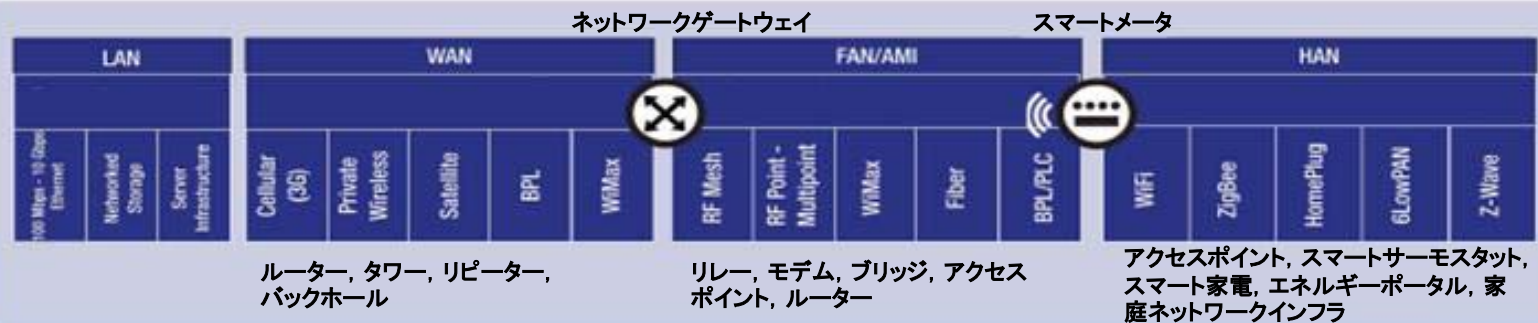 ネットワークゲートウェイ
スマートメータ
LAN
WAN
FAN/AMI
HAN
100 Mbps - 10 Gbps
Ethernet
Networked
Storage
Server
Infrastructure
Cellular
(3G)
Private
Wireless
Satellite
BPL
WiMax
RF Mesh
RF Point -
Multipoint
WiMax
Fiber
BPL/PLC
WiFi
ZigBee
HomePlug
6LowPAN
Z-Wave
ルーター, タワー, リピーター,
バックホール
リレー, モデム, ブリッジ, アクセス
ポイント, ルーター
アクセスポイント, スマートサーモスタット,
スマート家電, エネルギーポータル, 家
庭ネットワークインフラ